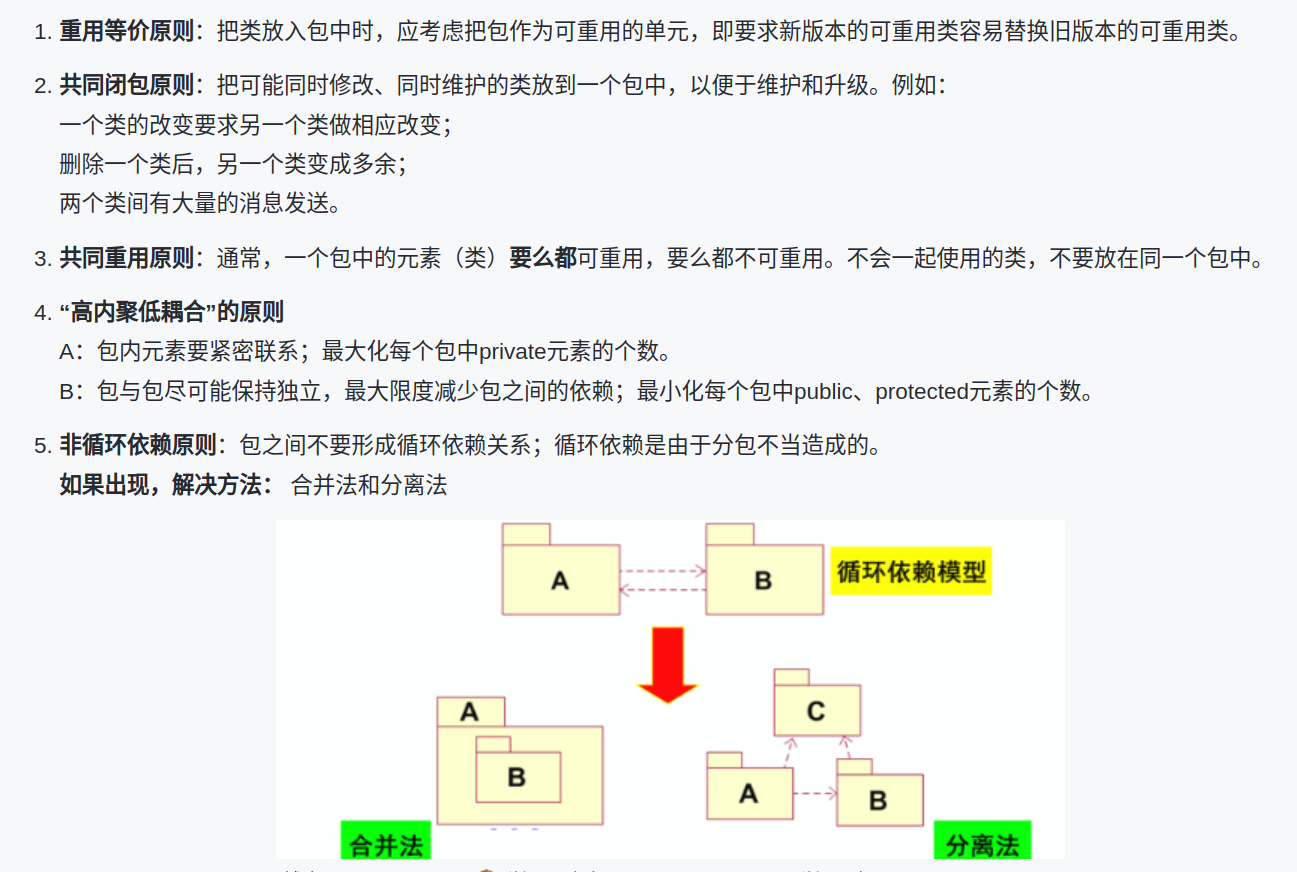 1. 重用等价原则：把类放入包中时，应考虑把包作为可重用的单元，即要求新版本的可重用类容易替换旧版本的可重用类。
2. 共同闭包原则：把可能同时修改、同时维护的类放到一个包中，以便于维护和升级。例如：
一个类的改变要求另一个类做相应改变；
删除一个类后，另一个类变成多余；
两个类间有大量的消息发送。
3. 共同重用原则：通常，一个包中的元素（类）要么都可重用，要么都不可重用。不会一起使用的类，不要放在同一个包中。
4. “高内聚低耦合”的原则
A：包内元素要紧密联系；最大化每个包中private元素的个数。
B：包与包尽可能保持独立，最大限度减少包之间的依赖；最小化每个包中public、protected元素的个数。
5. 非循环依赖原则：包之间不要形成循环依赖关系；循环依赖是由于分包不当造成的。
如果出现，解决方法： 合并法和分离法
A
B
循环依赖模型
A
B
合并法
C
A
B
分离法